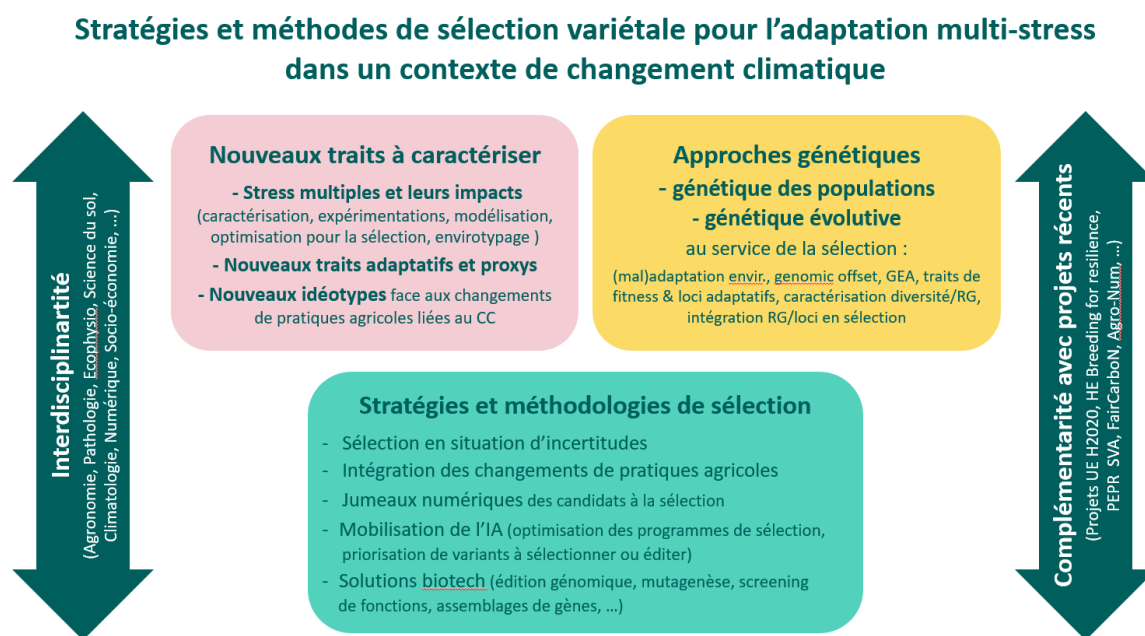 Stratégies et méthodes de sélection variétale pour l'adaptation multi-stress
dans un contexte de changement climatique
Interdisciplinartité
(Agronomie, Pathologie, Ecophysio, Science du sol,
Climatologie, Numérique, Socio-économie, ...)
Nouveaux traits à caractériser
- Stress multiples et leurs impacts
(caractérisation, expérimentations, modélisation,
optimisation pour la sélection, envirotypage )
- Nouveaux traits adaptatifs et proxys
- Nouveaux idéotypes face aux changements
de pratiques agricoles liées au CC
Approches génétiques
- génétique des populations
- génétique évolutive
au service de la sélection :
(mal)adaptation envir., genomic offset, GEA, traits de
fitness & loci adaptatifs, caractérisation diversité/RG,
intégration RG/loci en sélection
Stratégies et méthodologies de sélection
- Sélection en situation d'incertitudes
- Intégration des changements de pratiques agricoles
- Jumeaux numériques des candidats à la sélection
- Mobilisation de l'IA (optimisation des programmes de sélection,
priorisation de variants à sélectionner ou éditer)
- Solutions biotech (édition génomique, mutagenèse, screening
de fonctions, assemblages de gènes, ...)
Complémentarité avec projets récents
(Projets UE H2020, HE Breeding for resilience,
PEPR SVA, FairCarboN, Agro-Num, ...)